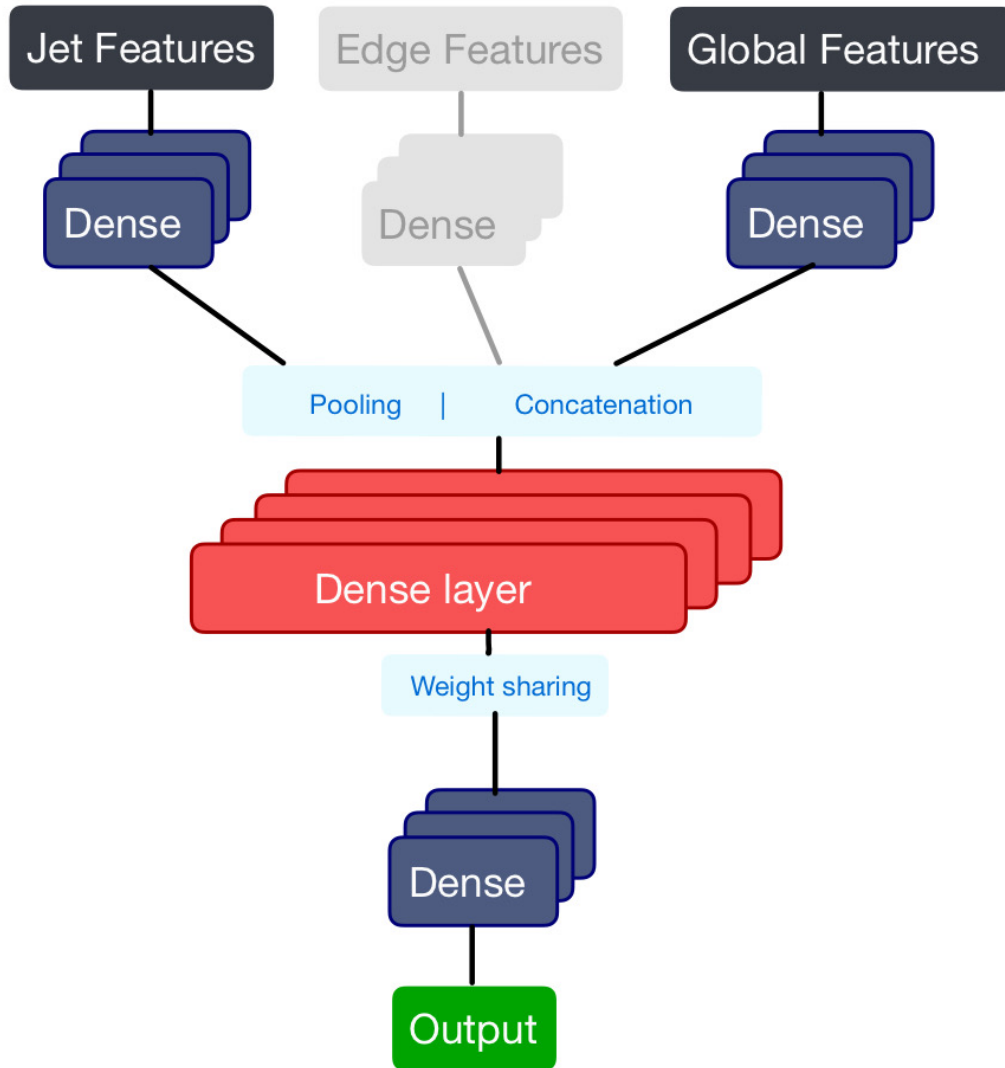 Jet Features
Edge Features
Global Features
Dense
Dense
Dense
Pooling | Concatenation
Dense layer
Weight sharing
Dense
Output